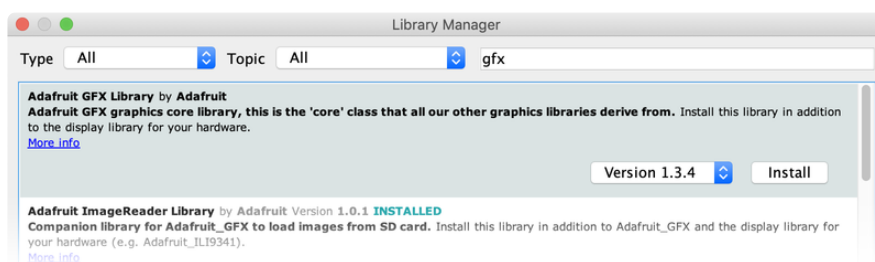 Library Manager
Type All Topic All gfx
Adafruit GFX Library by Adafruit
Adafruit GFX graphics core library, this is the 'core' class that all our other graphics libraries derive from. Install this library in addition
to the display library for your hardware.
More info
Version 1.3.4 Install
Adafruit ImageReader Library by Adafruit Version 1.0.1 INSTALLED
Companion library for Adafruit_GFX to load images from SD card. Install this library in addition to Adafruit_GFX and the display library for
your hardware (e.g. Adafruit_ILI9341).
More info